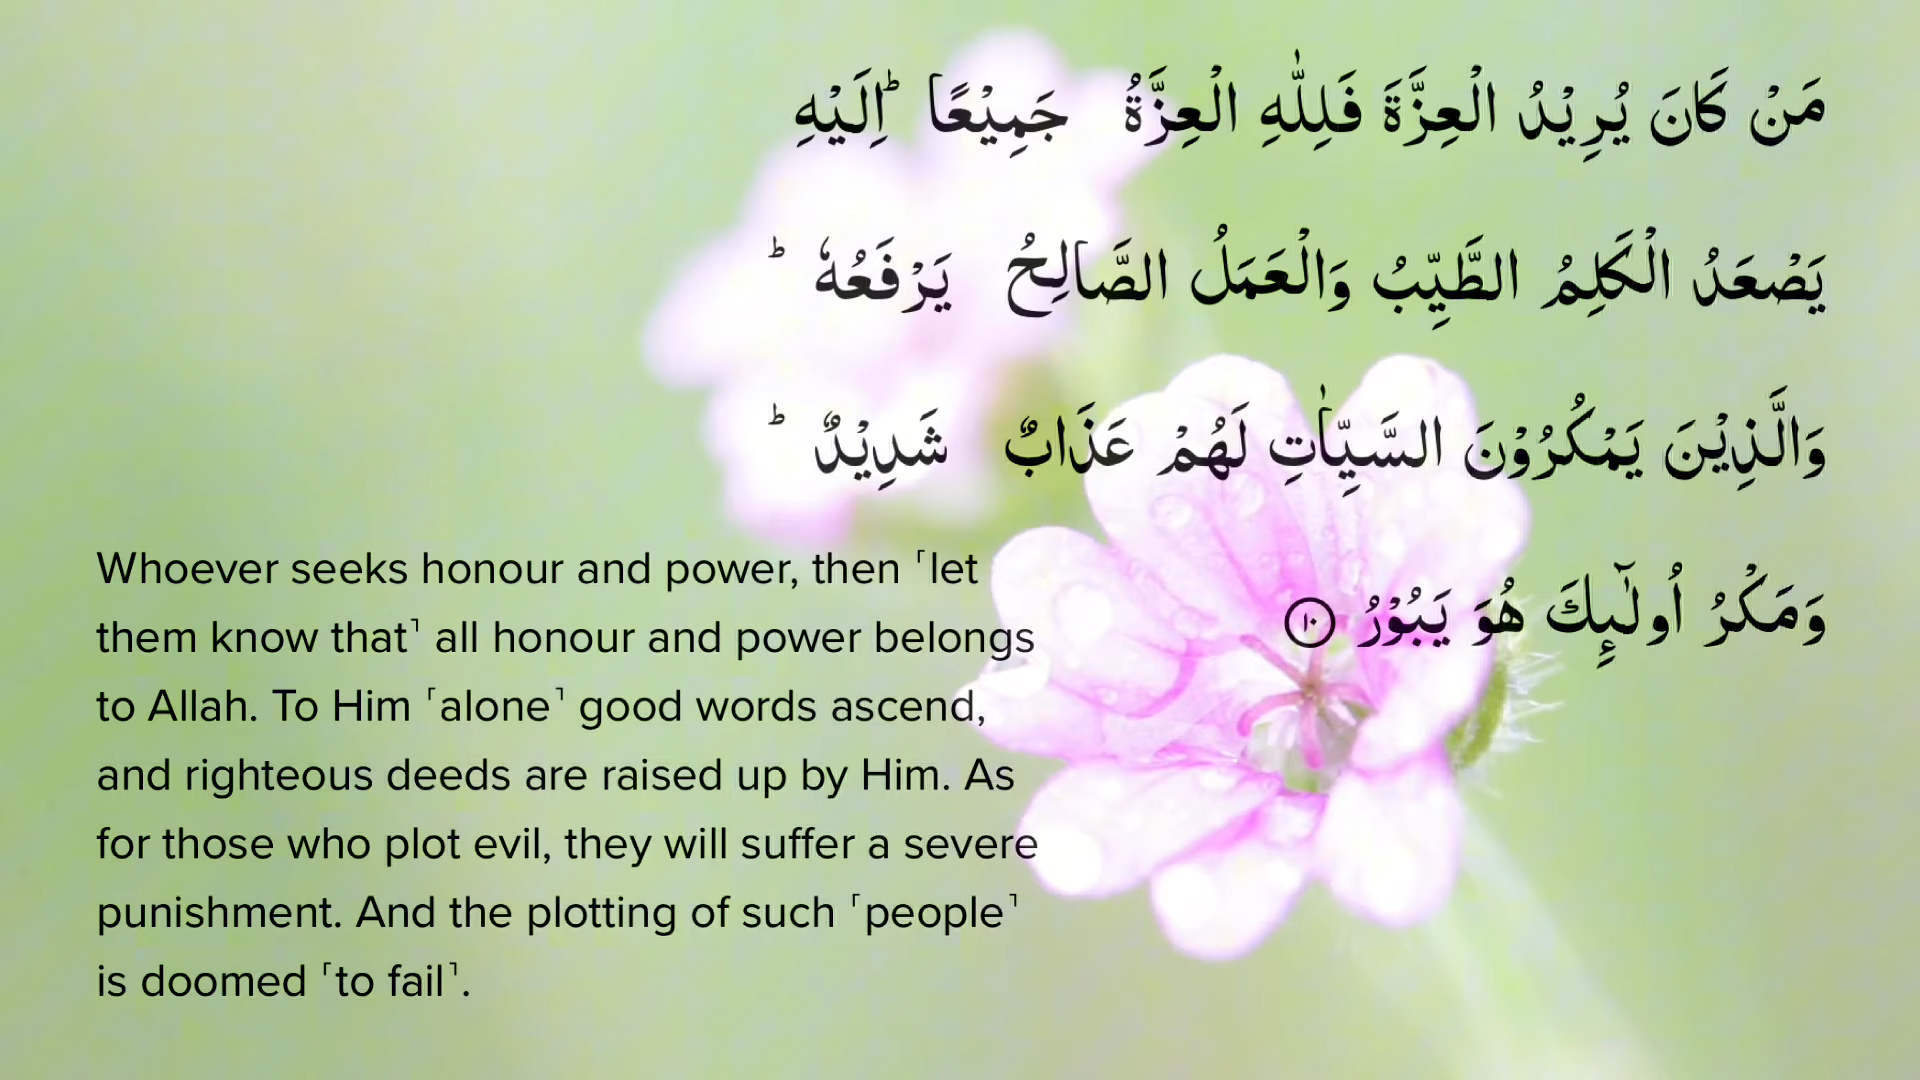 مَنْ كَانَ يُرِيْدُ الْعِزَّةَ فَلِلّٰهِ الْعِزَّةُ جَمِيْعًا ؕ اِلَيْهِ
يَصْعَدُ الْكَلِمُ الطَّيِّبُ وَالْعَمَلُ الصَّالِحُ يَرْفَعُهٗ ؕ
وَالَّذِيْنَ يَمْكُرُوْنَ السَّيِّاٰتِ لَهُمْ عَذَابٌ شَدِيْدٌ ؕ
وَمَكْرُ اُولٰٓىِٕكَ هُوَ يَبُوْرُ ۝١٠
Whoever seeks honour and power, then ˹let
them know that˺ all honour and power belongs
to Allah. To Him ˹alone˺ good words ascend,
and righteous deeds are raised up by Him. As
for those who plot evil, they will suffer a severe
punishment. And the plotting of such ˹people˺
is doomed ˹to fail˺.